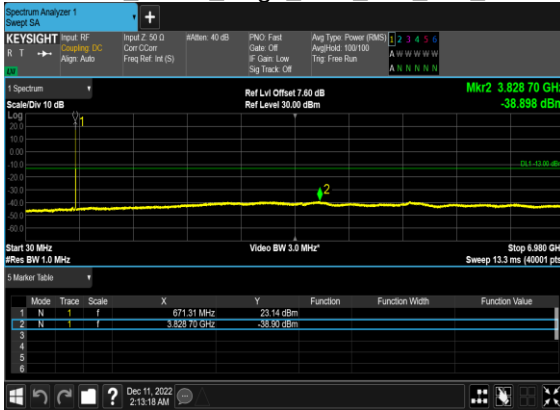 Spectrum Analyzer 1
Swept SA
+
KEYSIGHT Input: RF Input Z: 50 Ω #Atten: 40 dB PNO: Fast Avg Type: Power (RMS) 1 2 3 4 5 6
R T Coupling: DC Corr CCorr Gate: Off Avg|Hold: 100/100 A W W W W W
Align: Auto Freq Ref: Int (S) IF Gain: Low Trig: Free Run
Sig Track: Off A N N N N N
1 Spectrum Ref Lvl Offset 7.60 dB Mkr2 3.828 70 GHz
Scale/Div 10 dB Ref Level 30.00 dBm -38.898 dBm
Log
1
20.0
10.0
0.00
-10.0
DL1 -13.00 dBm
-20.0
-30.0
2
-40.0
-50.0
-60.0
Start 30 MHz Video BW 3.0 MHz* Stop 6.980 GHz
#Res BW 1.0 MHz Sweep 13.3 ms (40001 pts)
5 Marker Table
Mode Trace Scale X Y Function Function Width Function Value
1 N 1 f 671.31 MHz 23.14 dBm
2 N 1 f 3.828 70 GHz -38.90 dBm
3
4
5
6
? Dec 11, 2022
2:13:18 AM